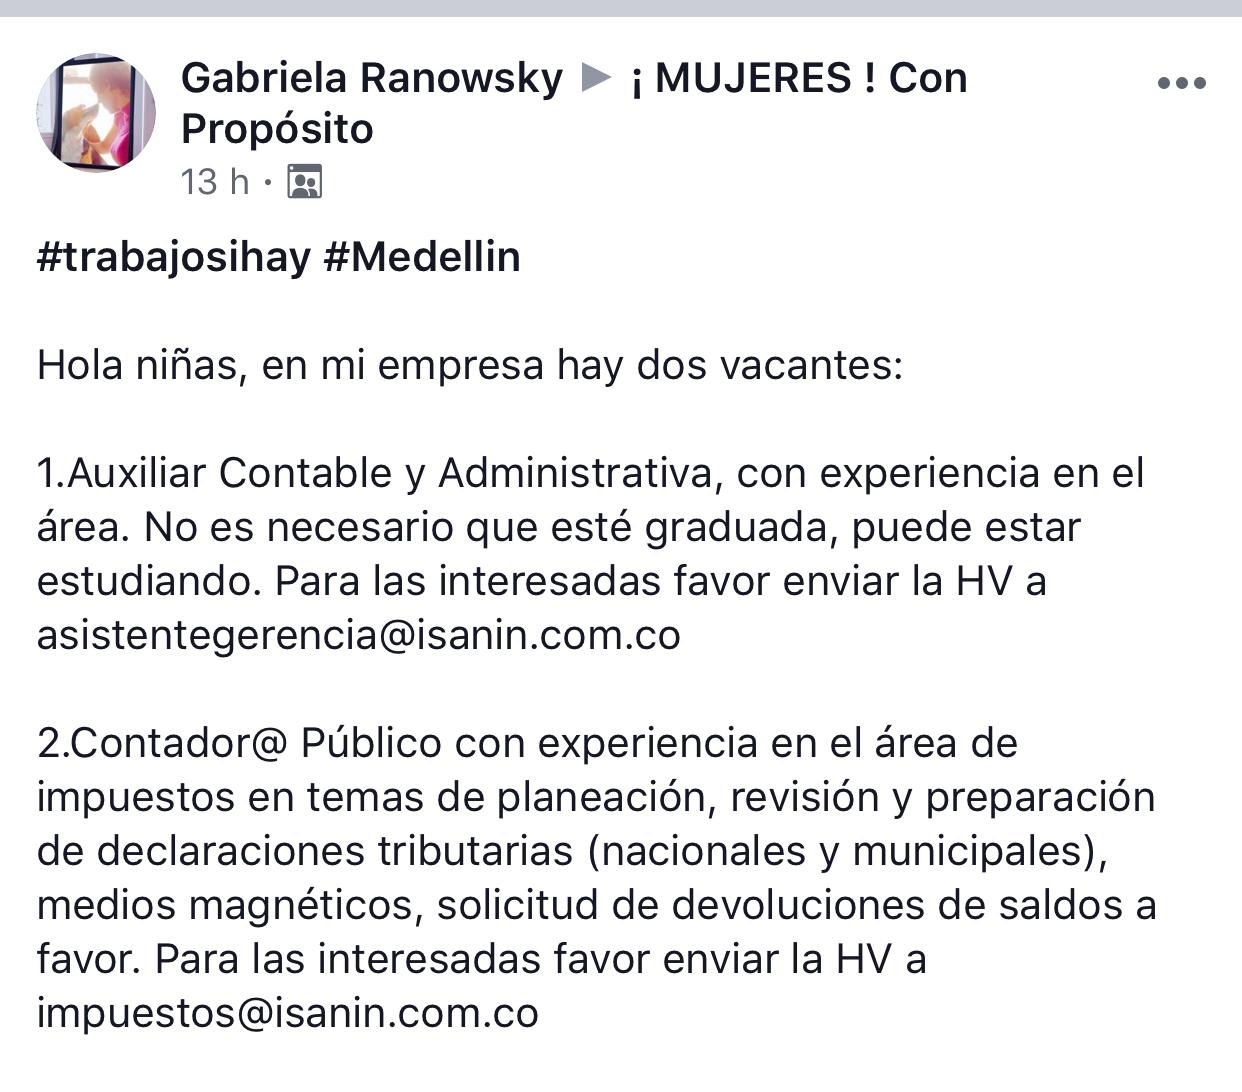 Gabriela Ranowsky ▶ ¡ MUJERES ! Con
Propósito
13 h ·
#trabajosihay #Medellin
Hola niñas, en mi empresa hay dos vacantes:
1.Auxiliar Contable y Administrativa, con experiencia en el
área. No es necesario que esté graduada, puede estar
estudiando. Para las interesadas favor enviar la HV a
asistentegerencia@isanin.com.co
2.Contador@ Público con experiencia en el área de
impuestos en temas de planeación, revisión y preparación
de declaraciones tributarias (nacionales y municipales),
medios magnéticos, solicitud de devoluciones de saldos a
favor. Para las interesadas favor enviar la HV a
impuestos@isanin.com.co